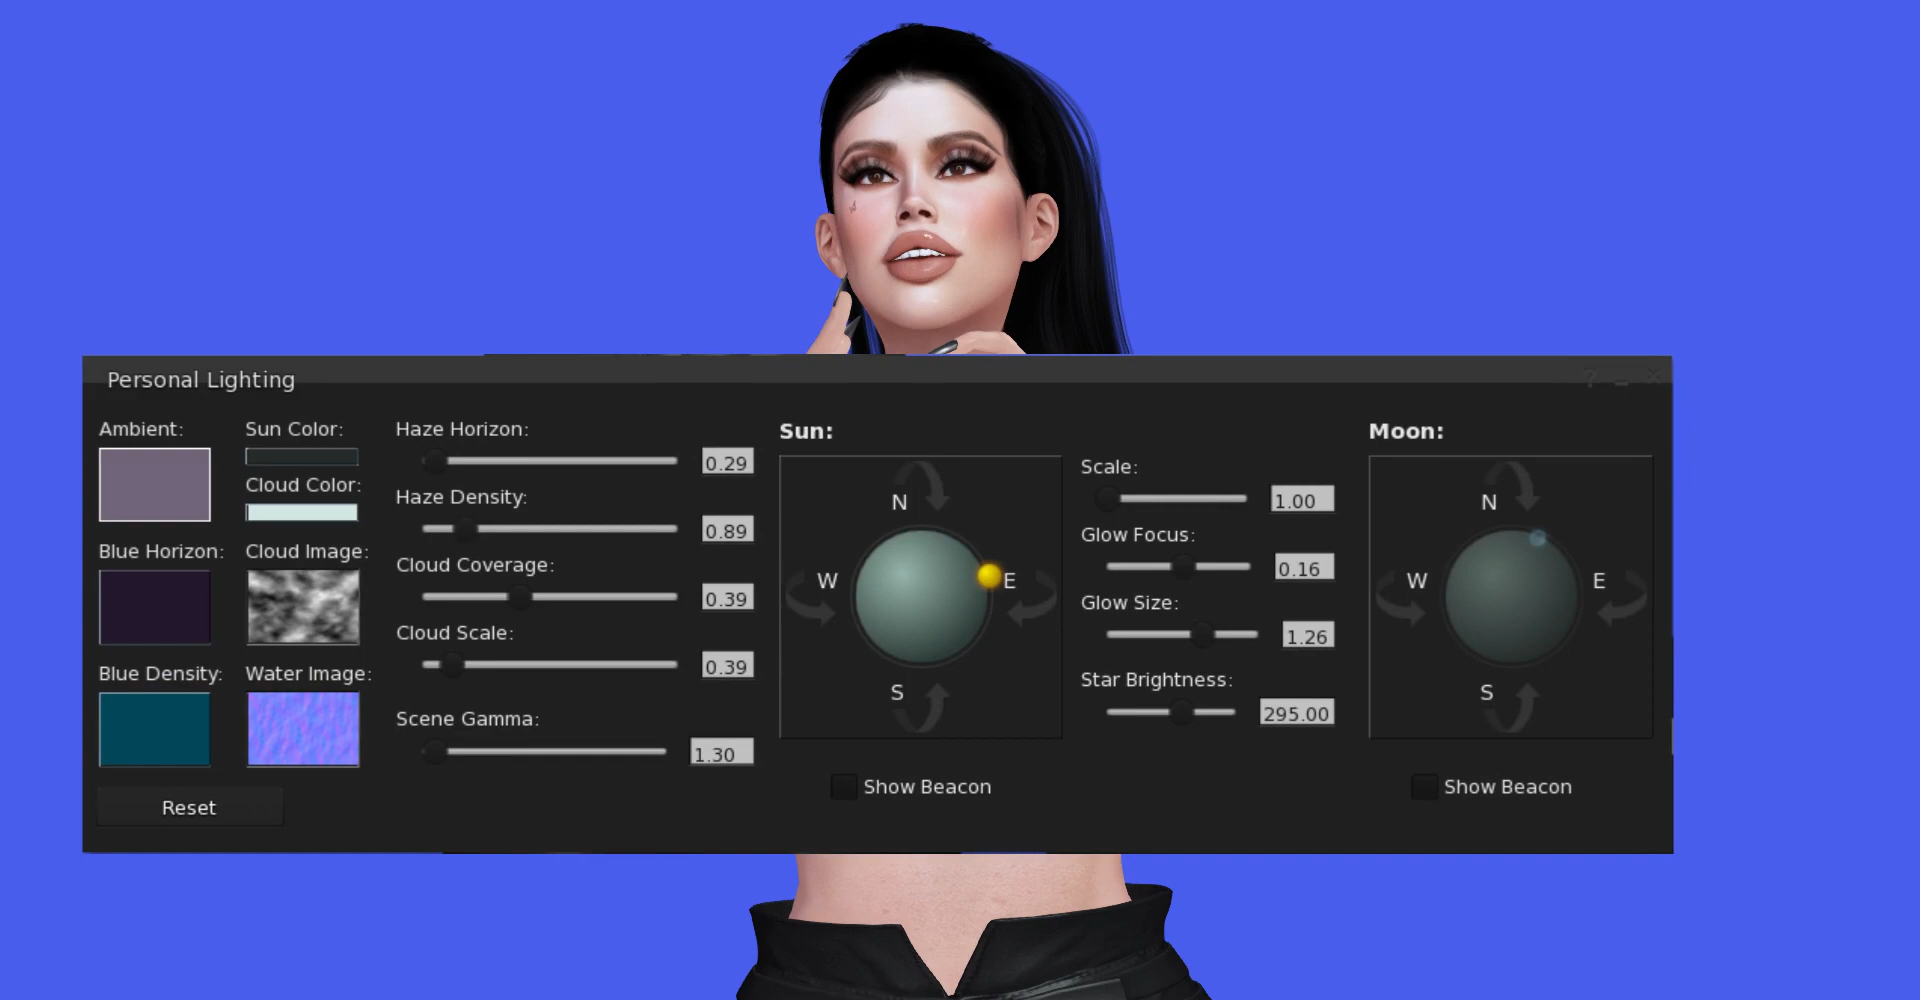 Personal Lighting
? _ ×
Ambient:
Sun Color:
Cloud Color:
Blue Horizon:
Cloud Image:
Blue Density:
Water Image:
Reset
Haze Horizon:
0.29
Haze Density:
0.89
Cloud Coverage:
0.39
Cloud Scale:
0.39
Scene Gamma:
1.30
Sun:
N
W
E
S
Show Beacon
Scale:
1.00
Glow Focus:
0.16
Glow Size:
1.26
Star Brightness:
295.00
Moon:
N
W
E
S
Show Beacon